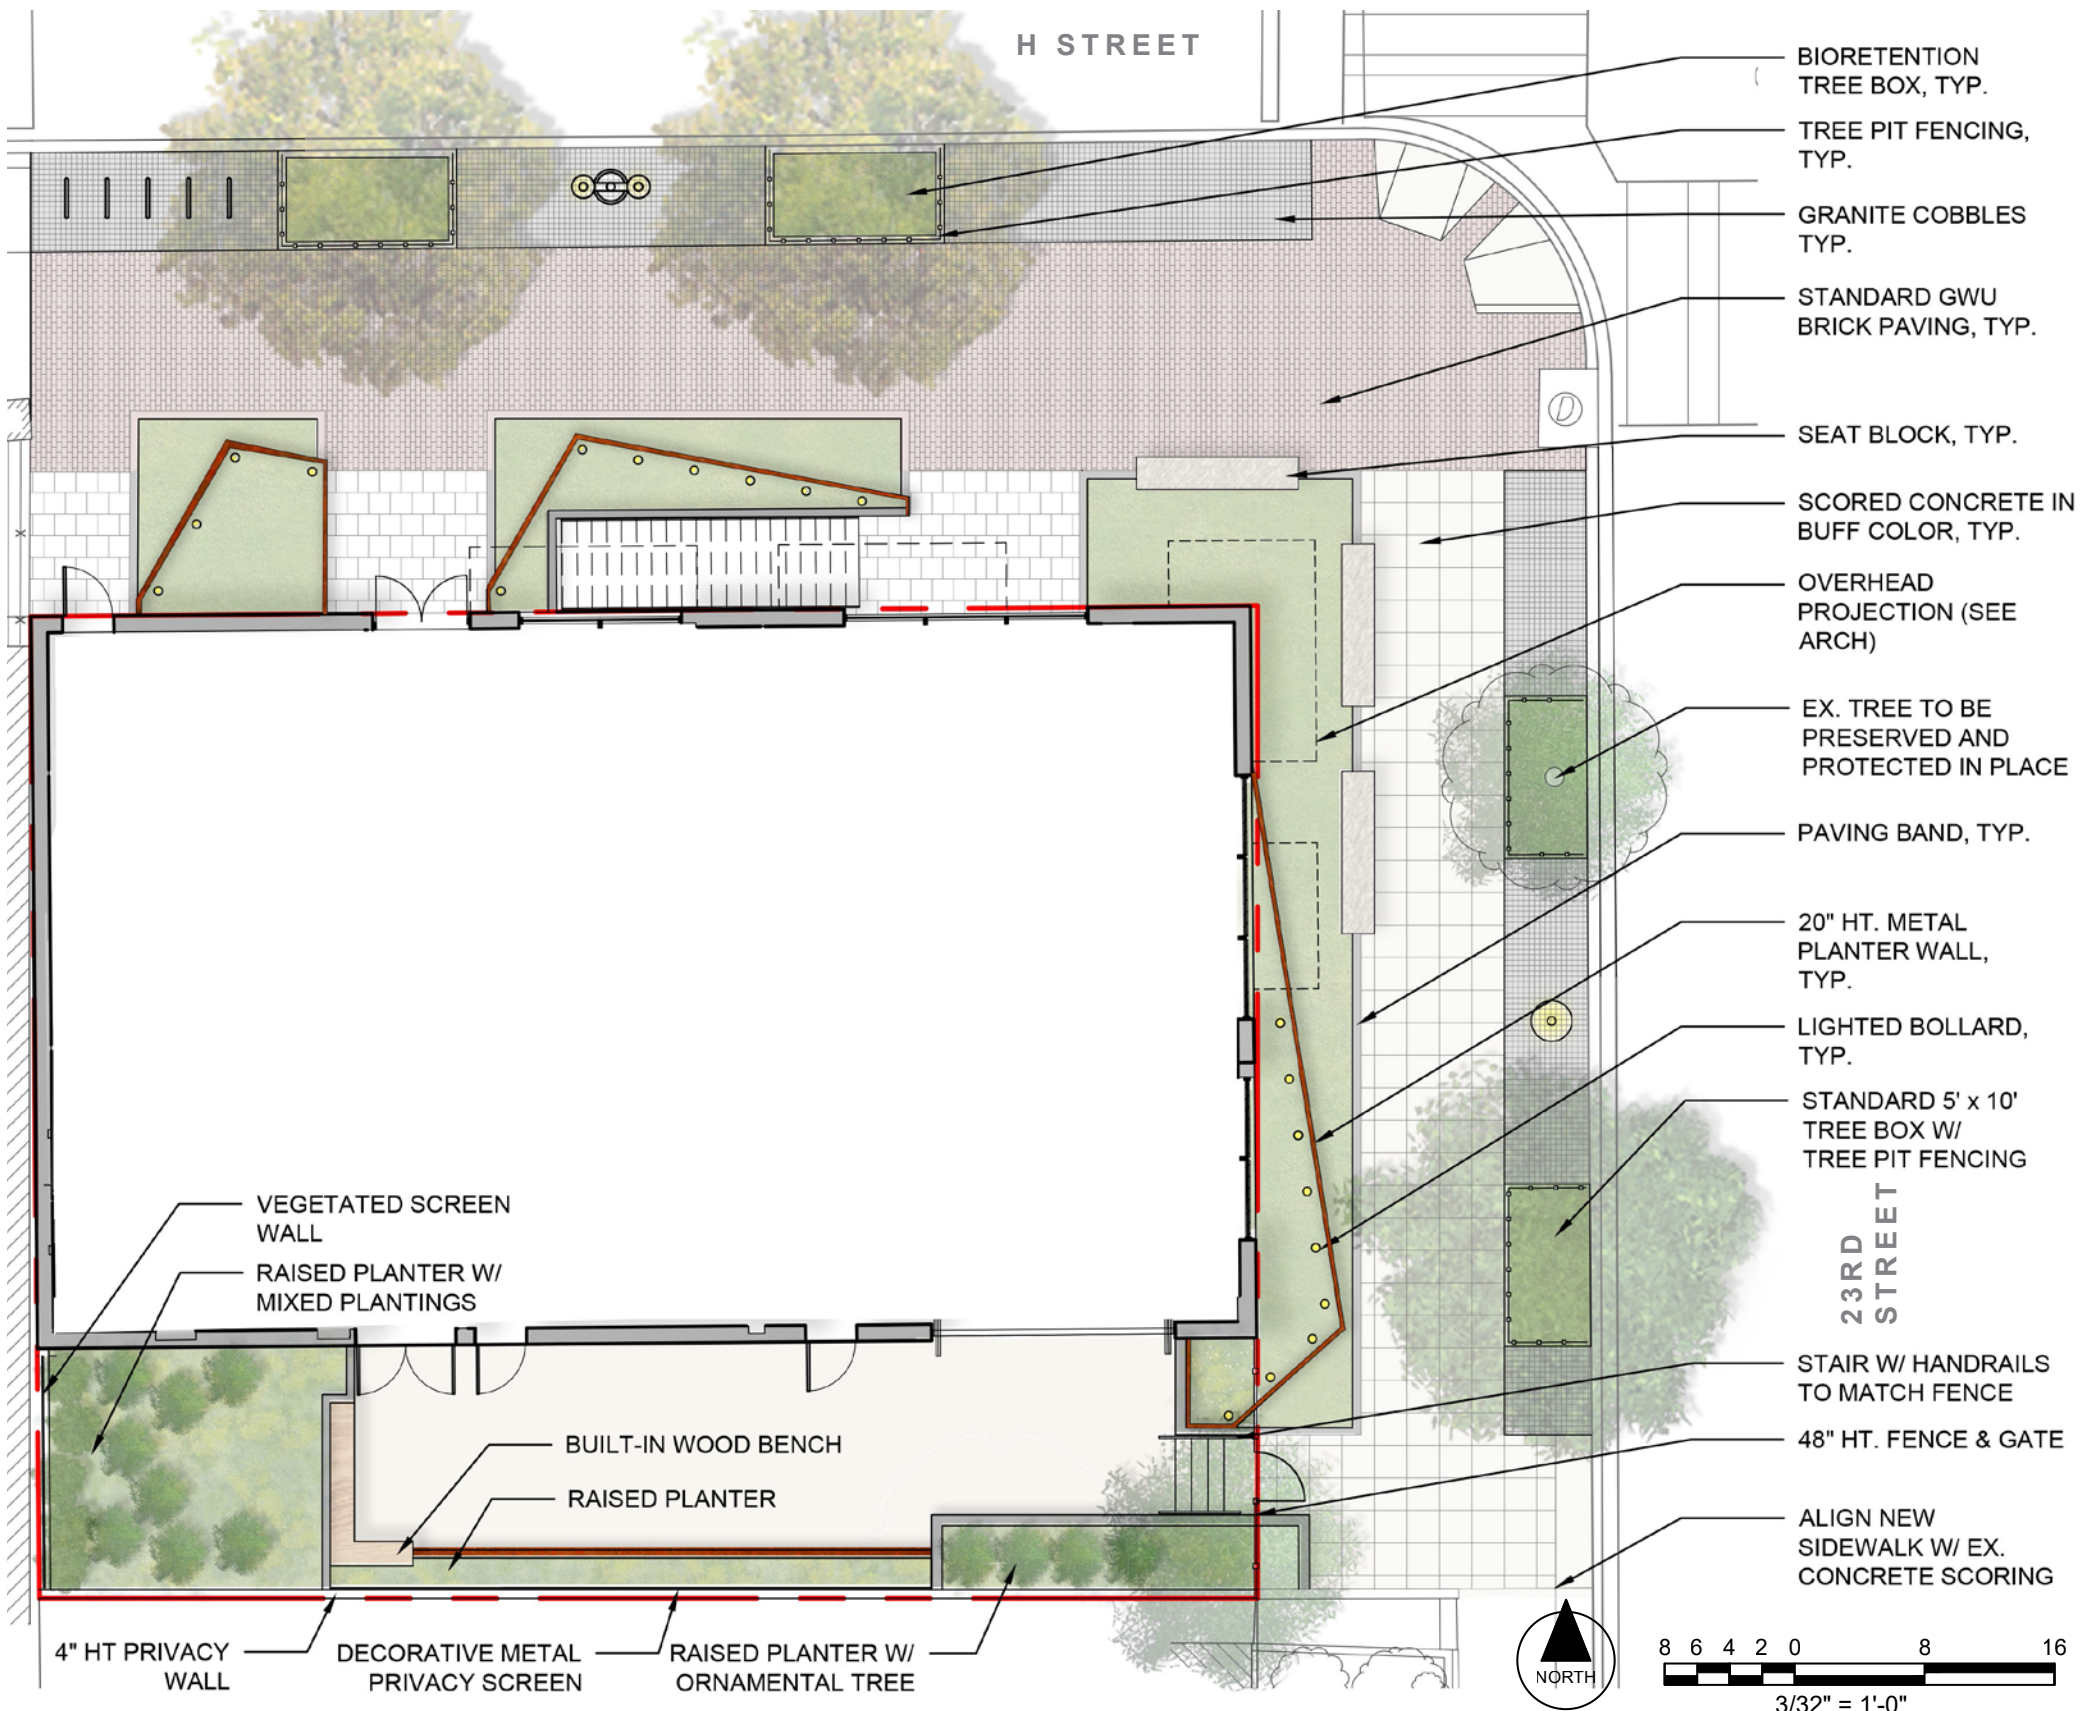 H STREET
BIORETENTION
TREE BOX, TYP.
TREE PIT FENCING,
TYP.
GRANITE COBBLES
TYP.
STANDARD GWU
BRICK PAVING, TYP.
D
SEAT BLOCK, TYP.
SCORED CONCRETE IN
BUFF COLOR, TYP.
OVERHEAD
PROJECTION (SEE
ARCH)
EX. TREE TO BE
PRESERVED AND
PROTECTED IN PLACE
PAVING BAND, TYP.
20" HT. METAL
PLANTER WALL,
TYP.
LIGHTED BOLLARD,
TYP.
STANDARD 5' x 10'
TREE BOX W/
TREE PIT FENCING
23RD
STREET
VEGETATED SCREEN
WALL
RAISED PLANTER W/
MIXED PLANTINGS
STAIR W/ HANDRAILS
TO MATCH FENCE
48" HT. FENCE & GATE
BUILT-IN WOOD BENCH
RAISED PLANTER
ALIGN NEW
SIDEWALK W/ EX.
CONCRETE SCORING
4" HT PRIVACY
WALL
DECORATIVE METAL
PRIVACY SCREEN
RAISED PLANTER W/
ORNAMENTAL TREE
NORTH
8 6 4 2 0 8 16
3/32" = 1'-0"